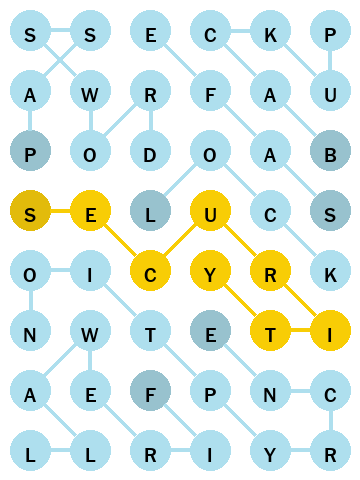 S S E C K P
A W R F A U
P O D O A B
S E L U C S
O I C Y R K
N W T E T I
A E F P N C
L L R I Y R